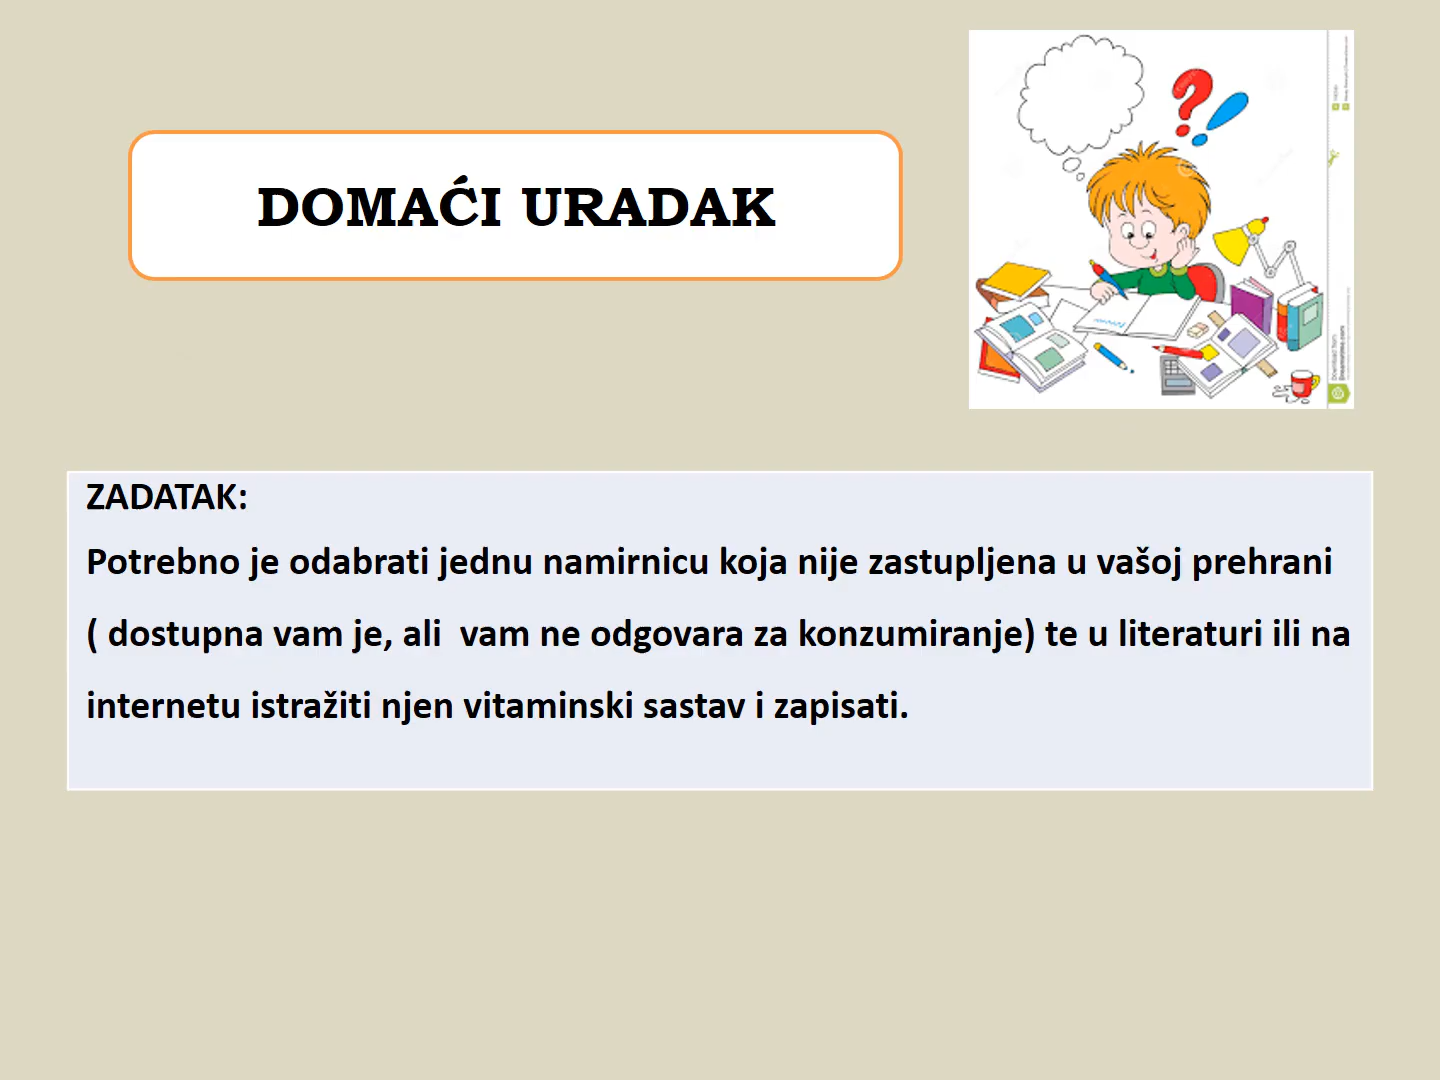 DOMAĆI URADAK
ZADATAK:
Potrebno je odabrati jednu namirnicu koja nije zastupljena u vašoj prehrani
( dostupna vam je, ali  vam ne odgovara za konzumiranje) te u literaturi ili na
internetu istražiti njen vitaminski sastav i zapisati.